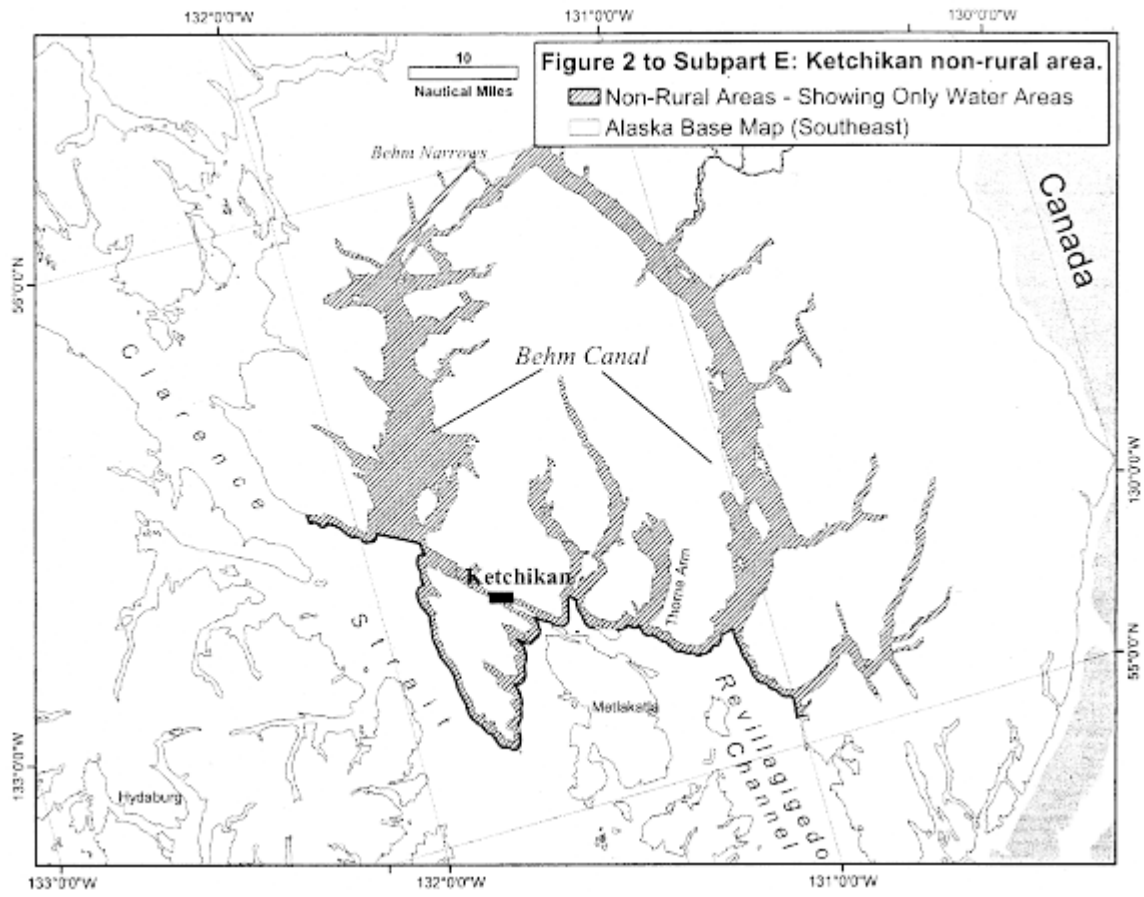 132°0'0"W
131°0'0"W
130°0'0"W
10
Nautical Miles
Figure 2 to Subpart E: Ketchikan non-rural area.
Non-Rural Areas - Showing Only Water Areas
Alaska Base Map (Southeast)
Behm Narrows
Canada
56°0'0"N
Behm Canal
Clarence Strait
130°0'0"W
Ketchikan
Thorne Arm
55°0'0"N
Metlakatla
Revillagigedo
Channel
133°0'0"W
Hydaburg
133°0'0"W
132°0'0"W
131°0'0"W